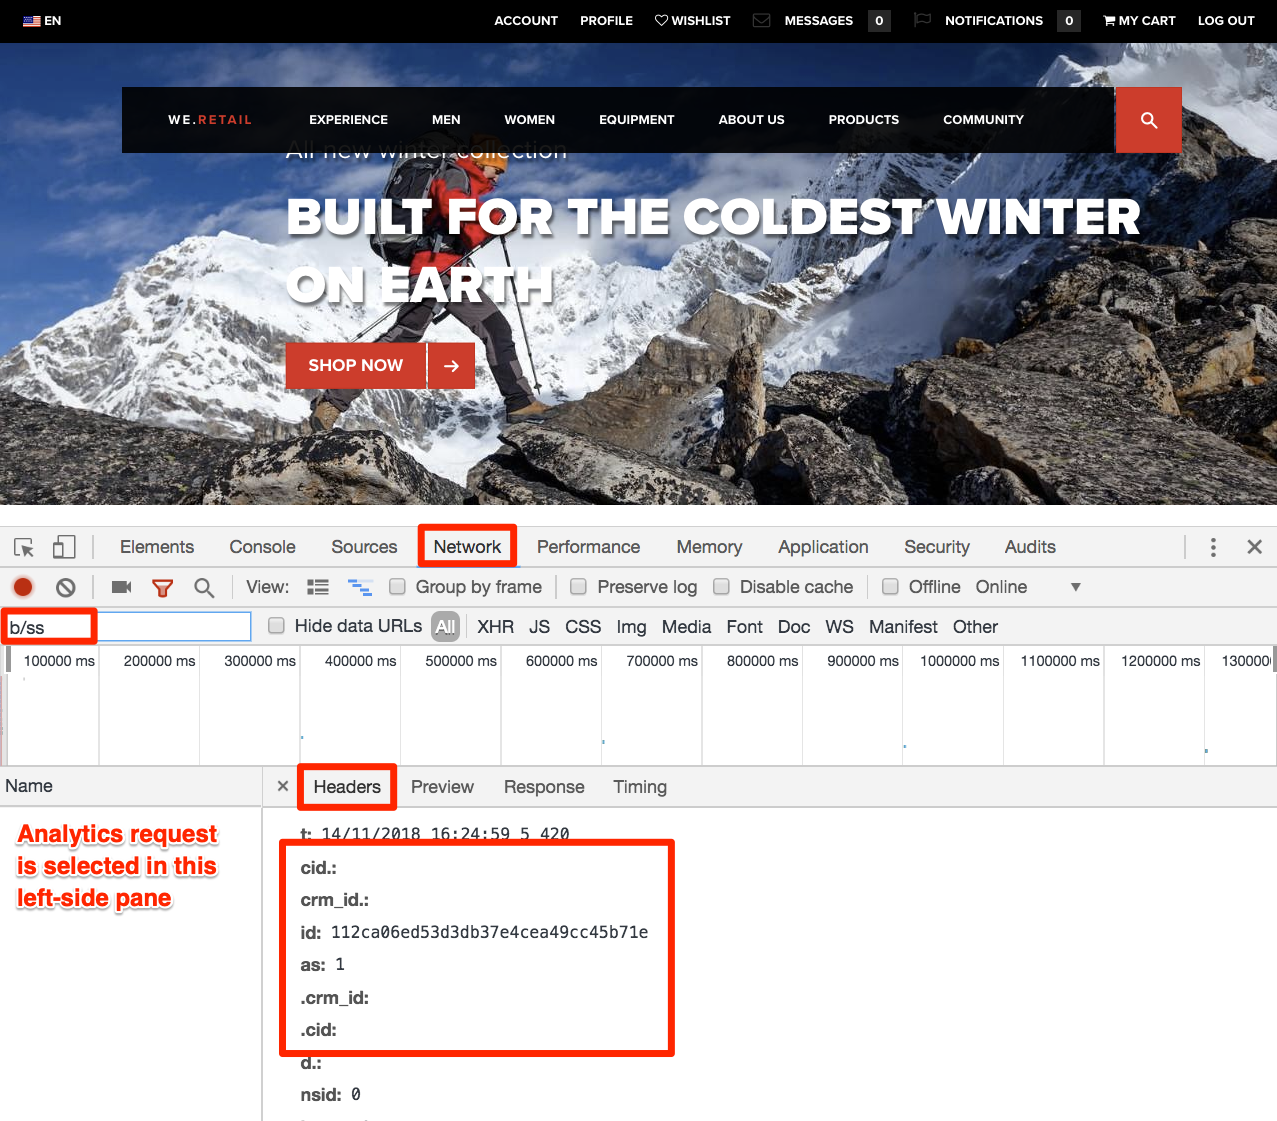 EN ACCOUNT PROFILE WISHLIST MESSAGES 0 NOTIFICATIONS 0 MY CART LOG OUT
WE.RETAIL EXPERIENCE MEN WOMEN EQUIPMENT ABOUT US PRODUCTS COMMUNITY
All new winter collection
BUILT FOR THE COLDEST WINTER
ON EARTH
SHOP NOW
Elements Console Sources Network Performance Memory Application Security Audits
View: Group by frame Preserve log Disable cache Offline Online
b/ss Hide data URLs All XHR JS CSS Img Media Font Doc WS Manifest Other
100000 ms 200000 ms 300000 ms 400000 ms 500000 ms 600000 ms 700000 ms 800000 ms 900000 ms 1000000 ms 1100000 ms 1200000 ms
Name Headers Preview Response Timing
Analytics request
is selected in this
left-side pane
t: 14/11/2018 16:24:59 5 420
cid.:
crm_id.:
id: 112ca06ed53d3db37e4cea49cc45b71e
as: 1
.crm_id:
.cid:
d.:
nsid: 0